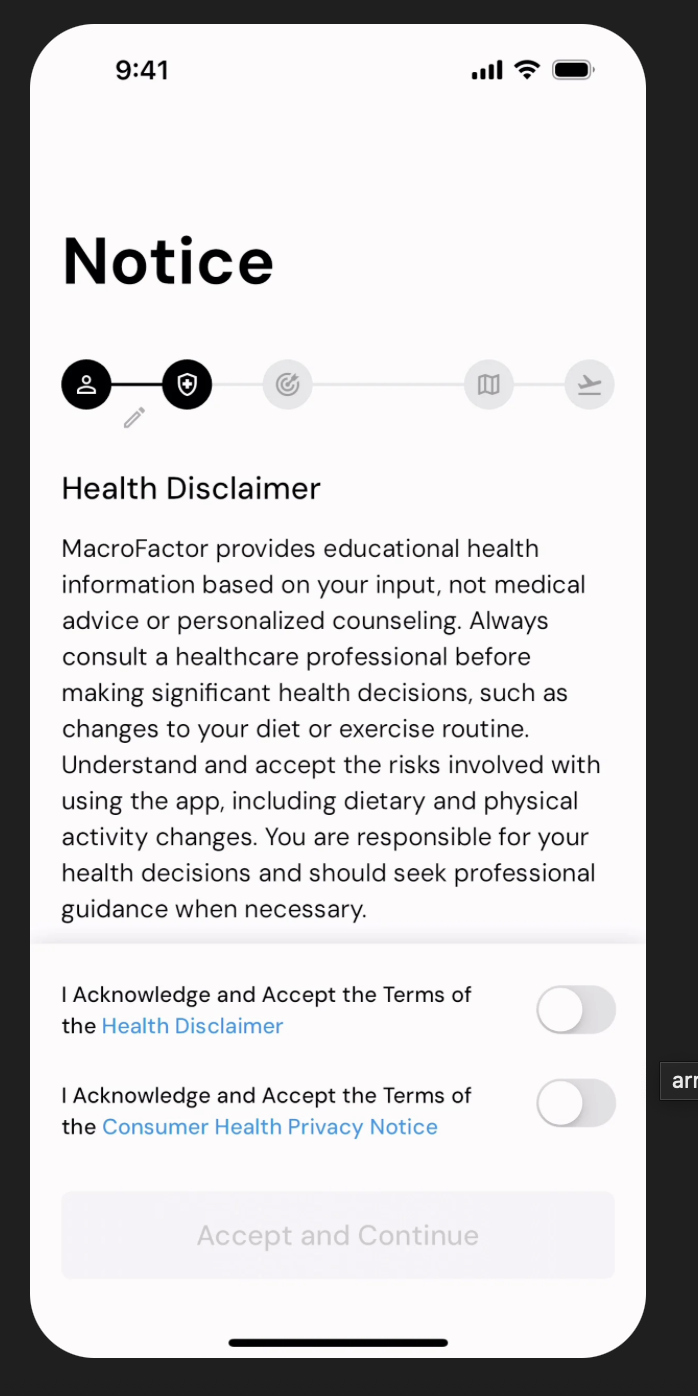 9:41
Notice
Health Disclaimer
MacroFactor provides educational health
information based on your input, not medical
advice or personalized counseling. Always
consult a healthcare professional before
making significant health decisions, such as
changes to your diet or exercise routine.
Understand and accept the risks involved with
using the app, including dietary and physical
activity changes. You are responsible for your
health decisions and should seek professional
guidance when necessary.
I Acknowledge and Accept the Terms of
the Health Disclaimer
I Acknowledge and Accept the Terms of
the Consumer Health Privacy Notice
Accept and Continue